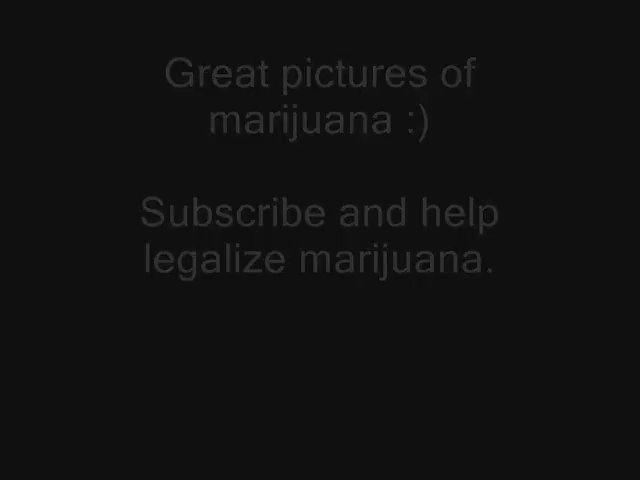 Great pictures of
marijuana :)
Subscribe and help
legalize marijuana.